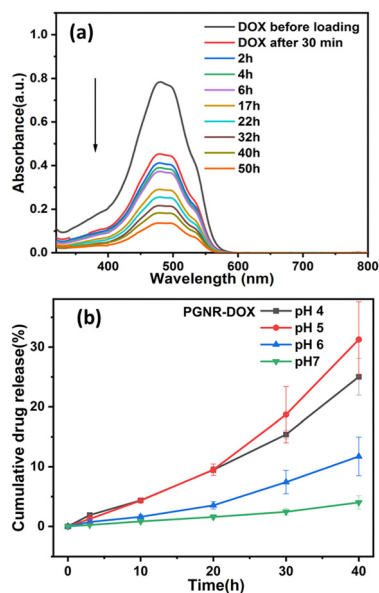 (a)
DOX before loading
DOX after 30 min
2h
4h
6h
17h
22h
32h
40h
50h
Absorbance(a.u.)
1.0
0.8
0.6
0.4
0.2
0.0
400 500 600 700 800
Wavelength (nm)
(b)
PGNR-DOX
pH 4
pH 5
pH 6
pH7
Cumulative drug release(%)
30
20
10
0
0 10 20 30 40
Time(h)